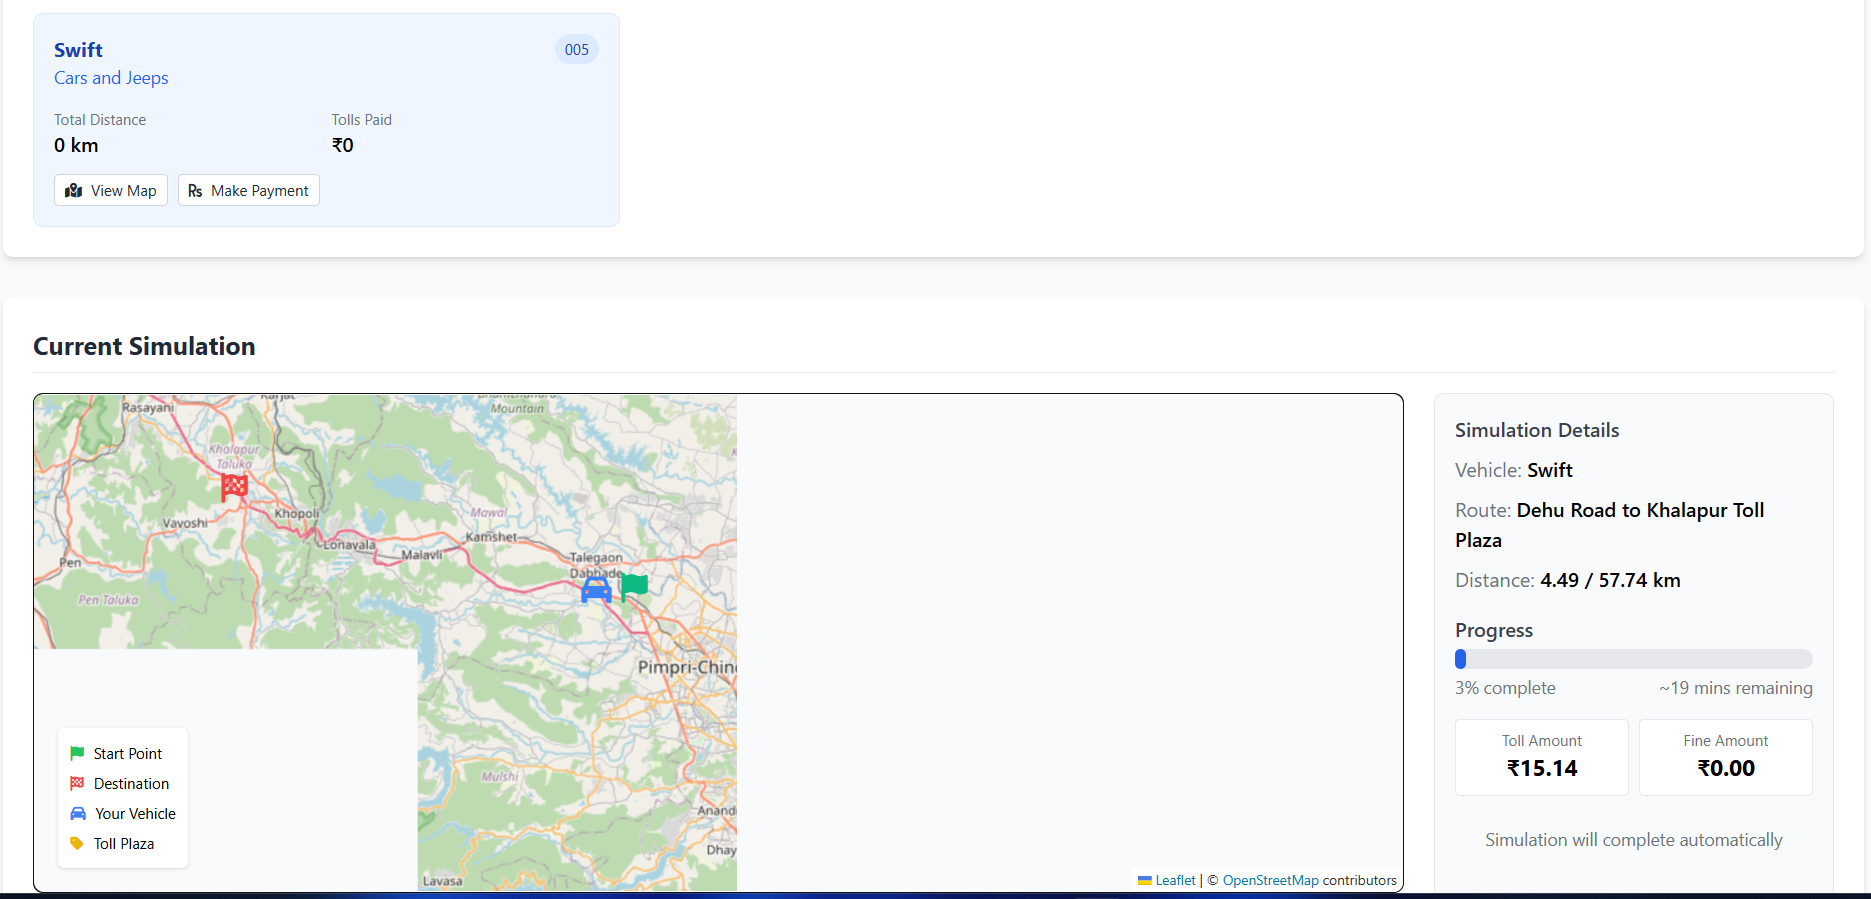 Swift
005
Cars and Jeeps
Total Distance
Tolls Paid
0 km
₹0
View Map
Rs Make Payment
Current Simulation
Rasayani
Karjat
Mountain
Khalapur
Taluka
Vavoshi
Khopoli
Mawal
Lonavala
Malavli
Kamshet
Talegaon
Dabhade
Pen
Pen Taluka
Pimpri-Chin
Mulshi
Anand
Dhay
Lavasa
Start Point
Destination
Your Vehicle
Toll Plaza
Leaflet | © OpenStreetMap contributors
Simulation Details
Vehicle: Swift
Route: Dehu Road to Khalapur Toll
Plaza
Distance: 4.49 / 57.74 km
Progress
3% complete
~19 mins remaining
Toll Amount
₹15.14
Fine Amount
₹0.00
Simulation will complete automatically